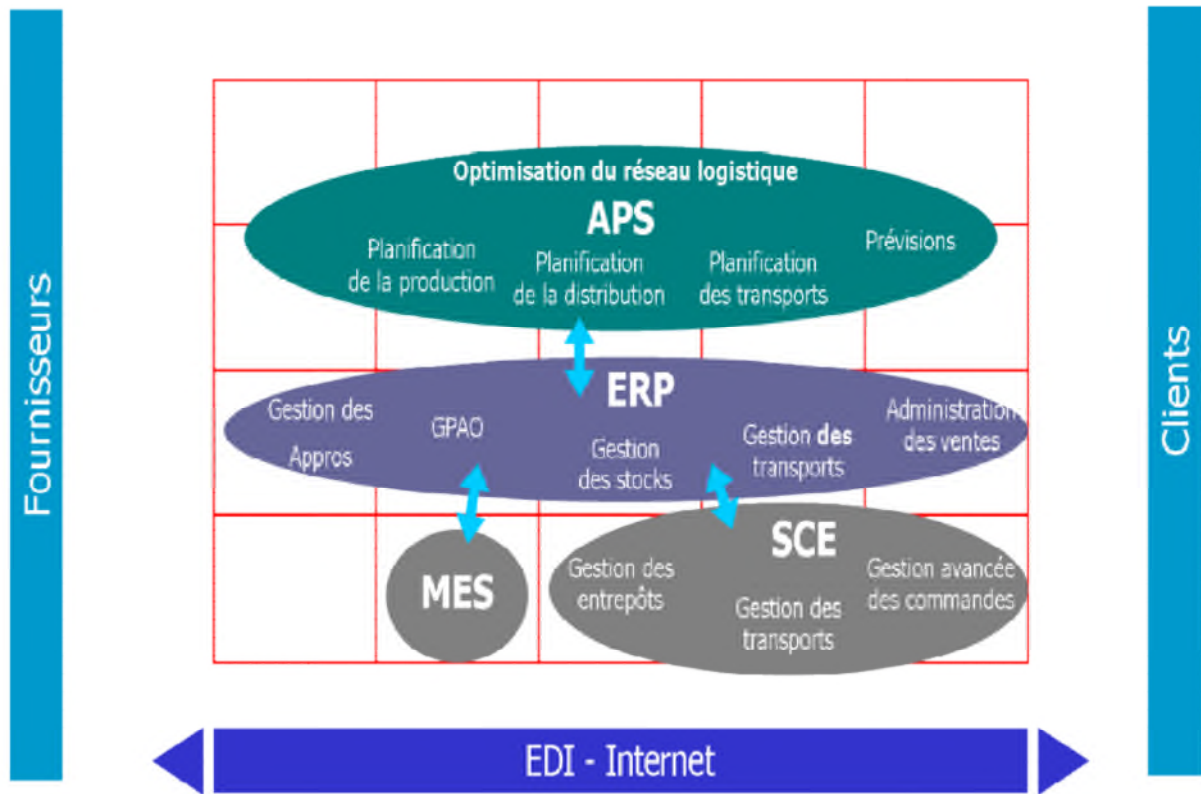 Fournisseurs
Optimisation du réseau logistique
APS
Planification
de la production
Planification
de la distribution
Planification
des transports
Prévisions
ERP
Gestion des
Appros
GPAO
Gestion
des stocks
Gestion des
transports
Administration
des ventes
MES
SCE
Gestion des
entrepôts
Gestion des
transports
Gestion avancée
des commandes
EDI - Internet
Clients